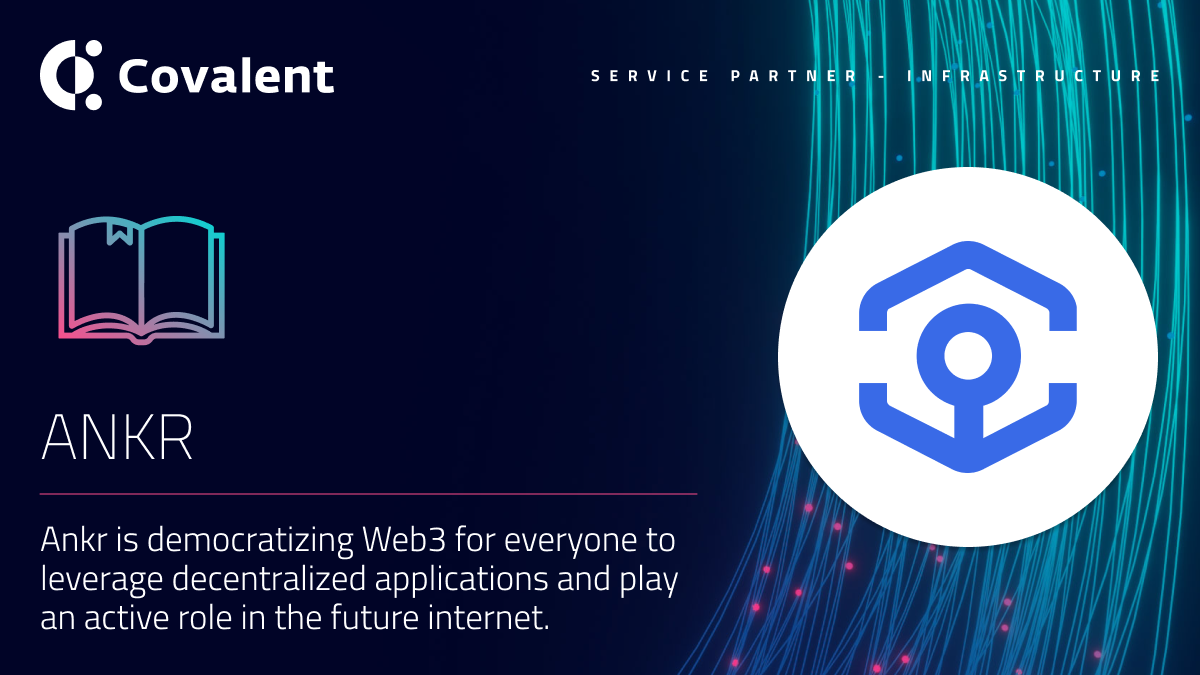 Covalent
SERVICE PARTNER - INFRASTRUCTURE
ANKR
Ankr is democratizing Web3 for everyone to
leverage decentralized applications and play
an active role in the future internet.